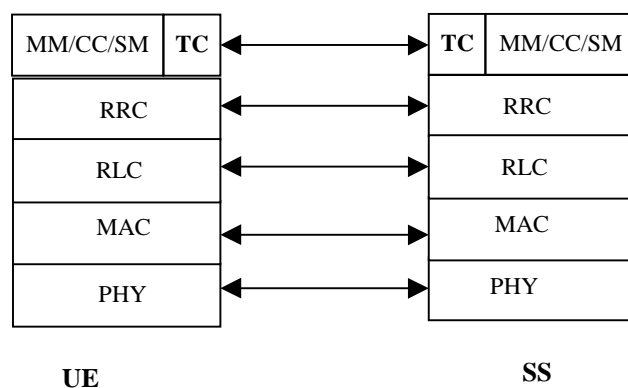 MM/CC/SM TC TC MM/CC/SM
RRC RRC
RLC RLC
MAC MAC
PHY PHY
UE SS